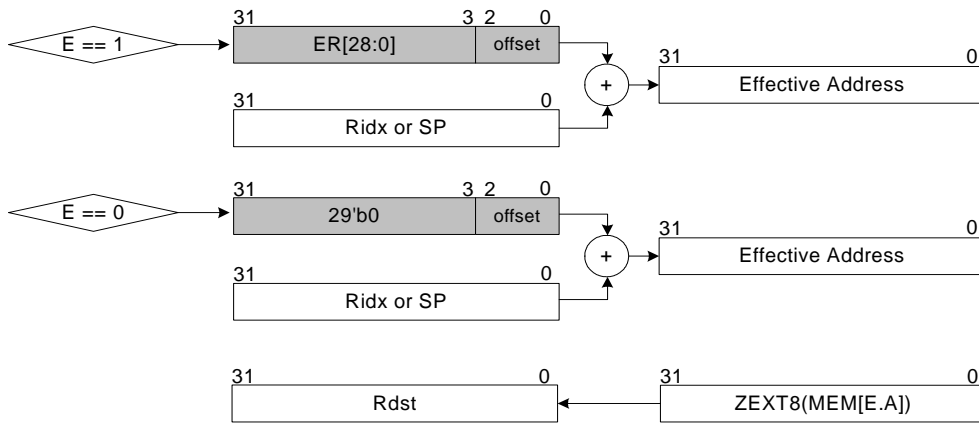 31 3 2 0
E == 1 ER[28:0] offset
31 0
+ Effective Address
31 0
Ridx or SP
31 3 2 0
E == 0 29'b0 offset
31 0
+ Effective Address
31 0
Ridx or SP
31 0 31 0
Rdst ZEXT8(MEM[E.A])